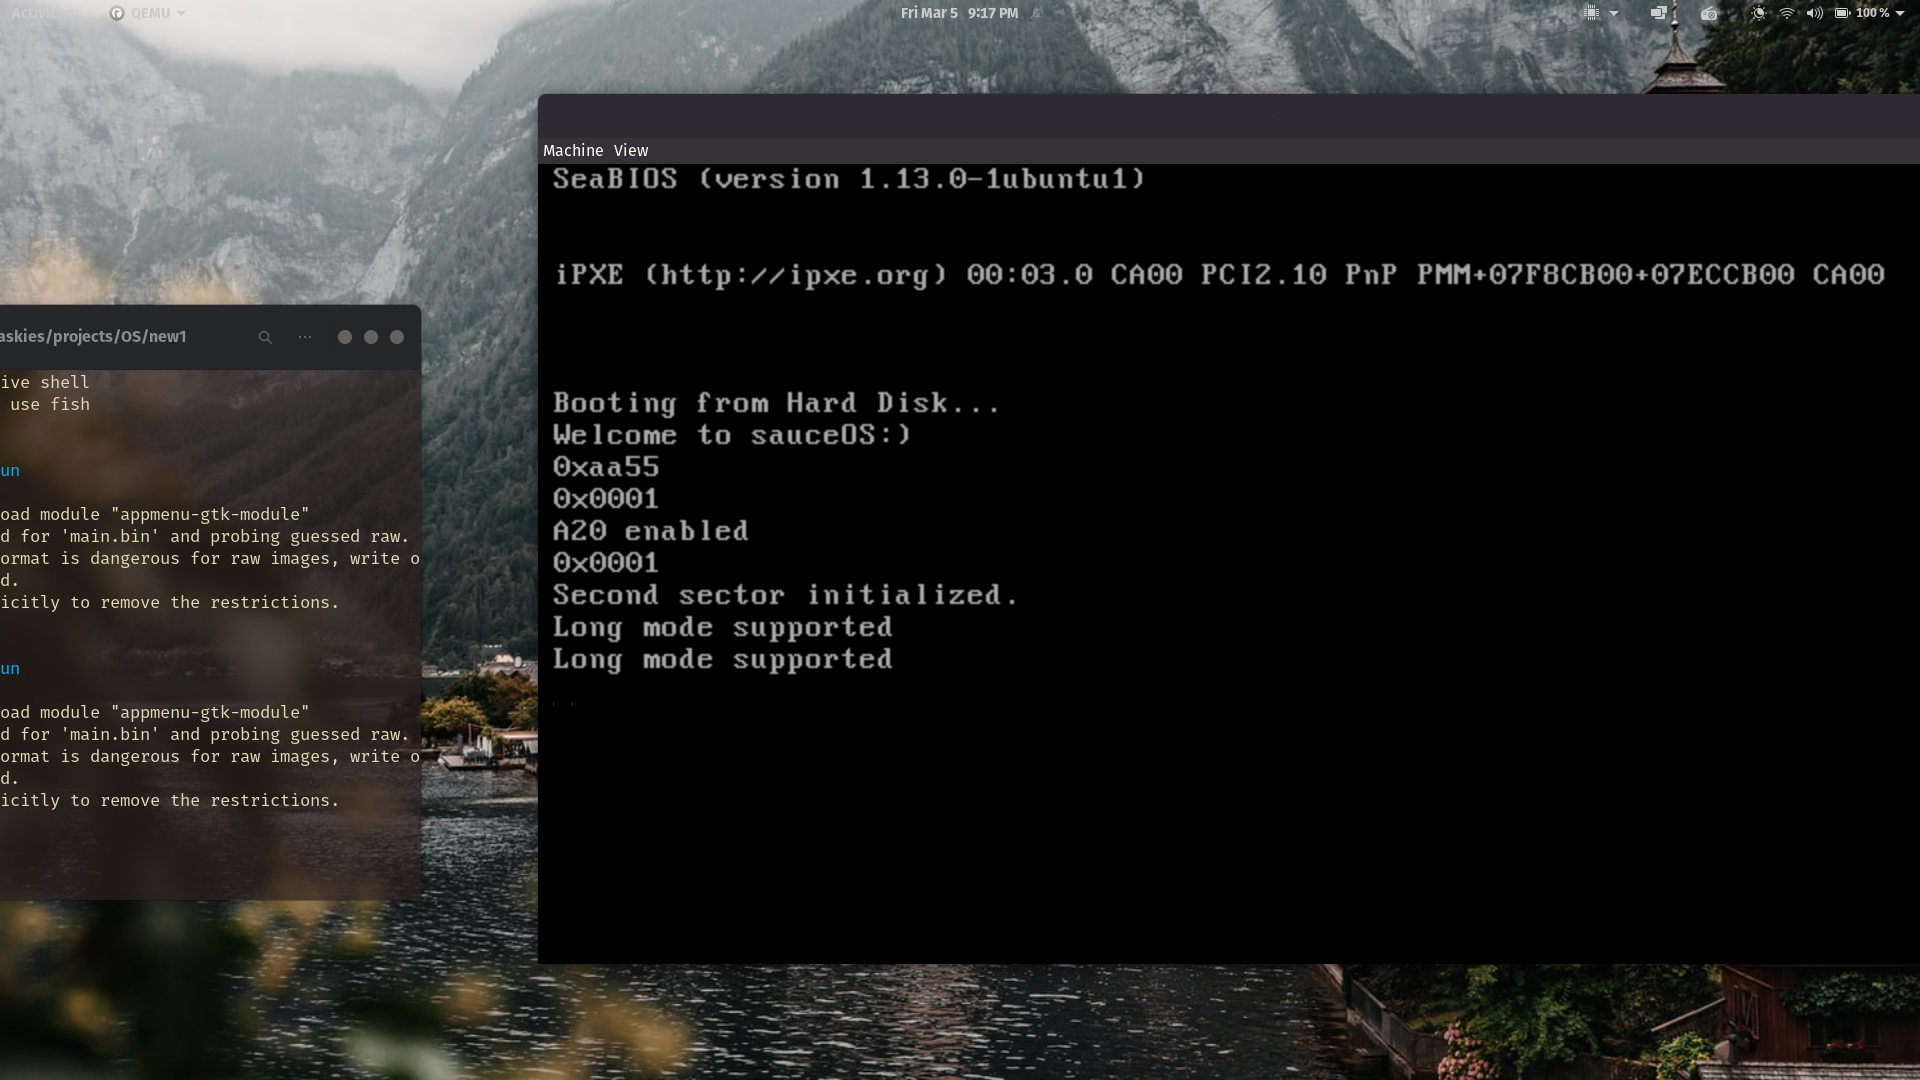 Activities QEMU Fri Mar 5 9:17 PM 100 %
Machine View
SeaBIOS (version 1.13.0-1ubuntu1)
iPXE (http://ipxe.org) 00:03.0 CA00 PCI2.10 PnP PMM+07F8CB00+07ECCB00 CA00
Booting from Hard Disk...
Welcome to sauceOS:)
0xaa55
0x0001
A20 enabled
0x0001
Second sector initialized.
Long mode supported
Long mode supported
askies/projects/OS/new1
ive shell
use fish
un
oad module "appmenu-gtk-module"
d for 'main.bin' and probing guessed raw.
ormat is dangerous for raw images, write o
d.
icitly to remove the restrictions.
un
oad module "appmenu-gtk-module"
d for 'main.bin' and probing guessed raw.
ormat is dangerous for raw images, write o
d.
icitly to remove the restrictions.